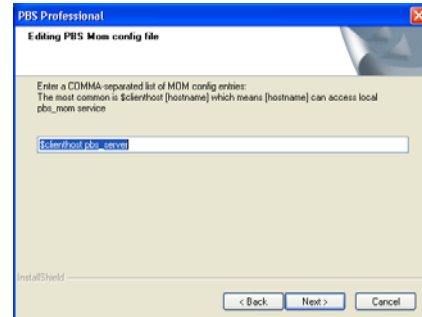 PBS Professional
Editing PBS Mom config file
Enter a COMMA-separated list of MOM config entries:
The most common is $clienthost [hostname] which means [hostname] can access local
pbs_mom service
$clienthost pbs_server
InstallShield
< Back Next > Cancel